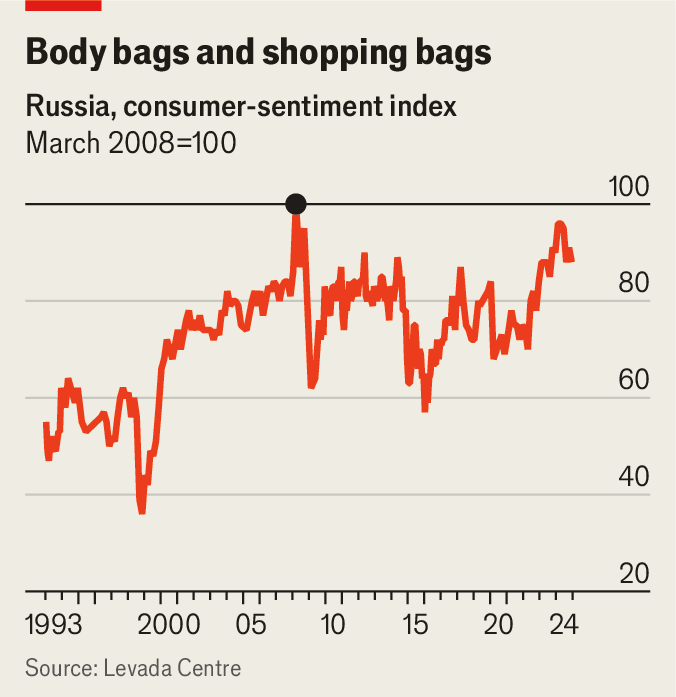 Body bags and shopping bags
Russia, consumer-sentiment index
March 2008=100
100
80
60
40
20
1993 2000 05 10 15 20 24
Source: Levada Centre